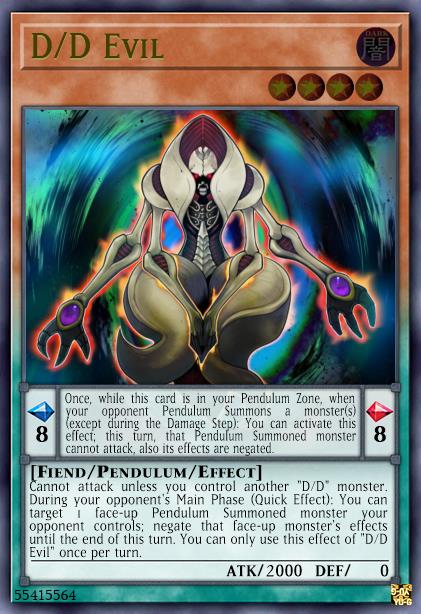 D/D Evil
DARK
闇
Once, while this card is in your Pendulum Zone, when
your opponent Pendulum Summons a monster(s)
(except during the Damage Step): You can activate this
effect; this turn, that Pendulum Summoned monster
cannot attack, also its effects are negated.
8
8
[Fiend/Pendulum/Effect]
Cannot attack unless you control another "D/D" monster.
During your opponent's Main Phase (Quick Effect): You can
target 1 face-up Pendulum Summoned monster your
opponent controls; negate that face-up monster's effects
until the end of this turn. You can only use this effect of "D/D
Evil" once per turn.
ATK/2000 DEF/ 0
55415564